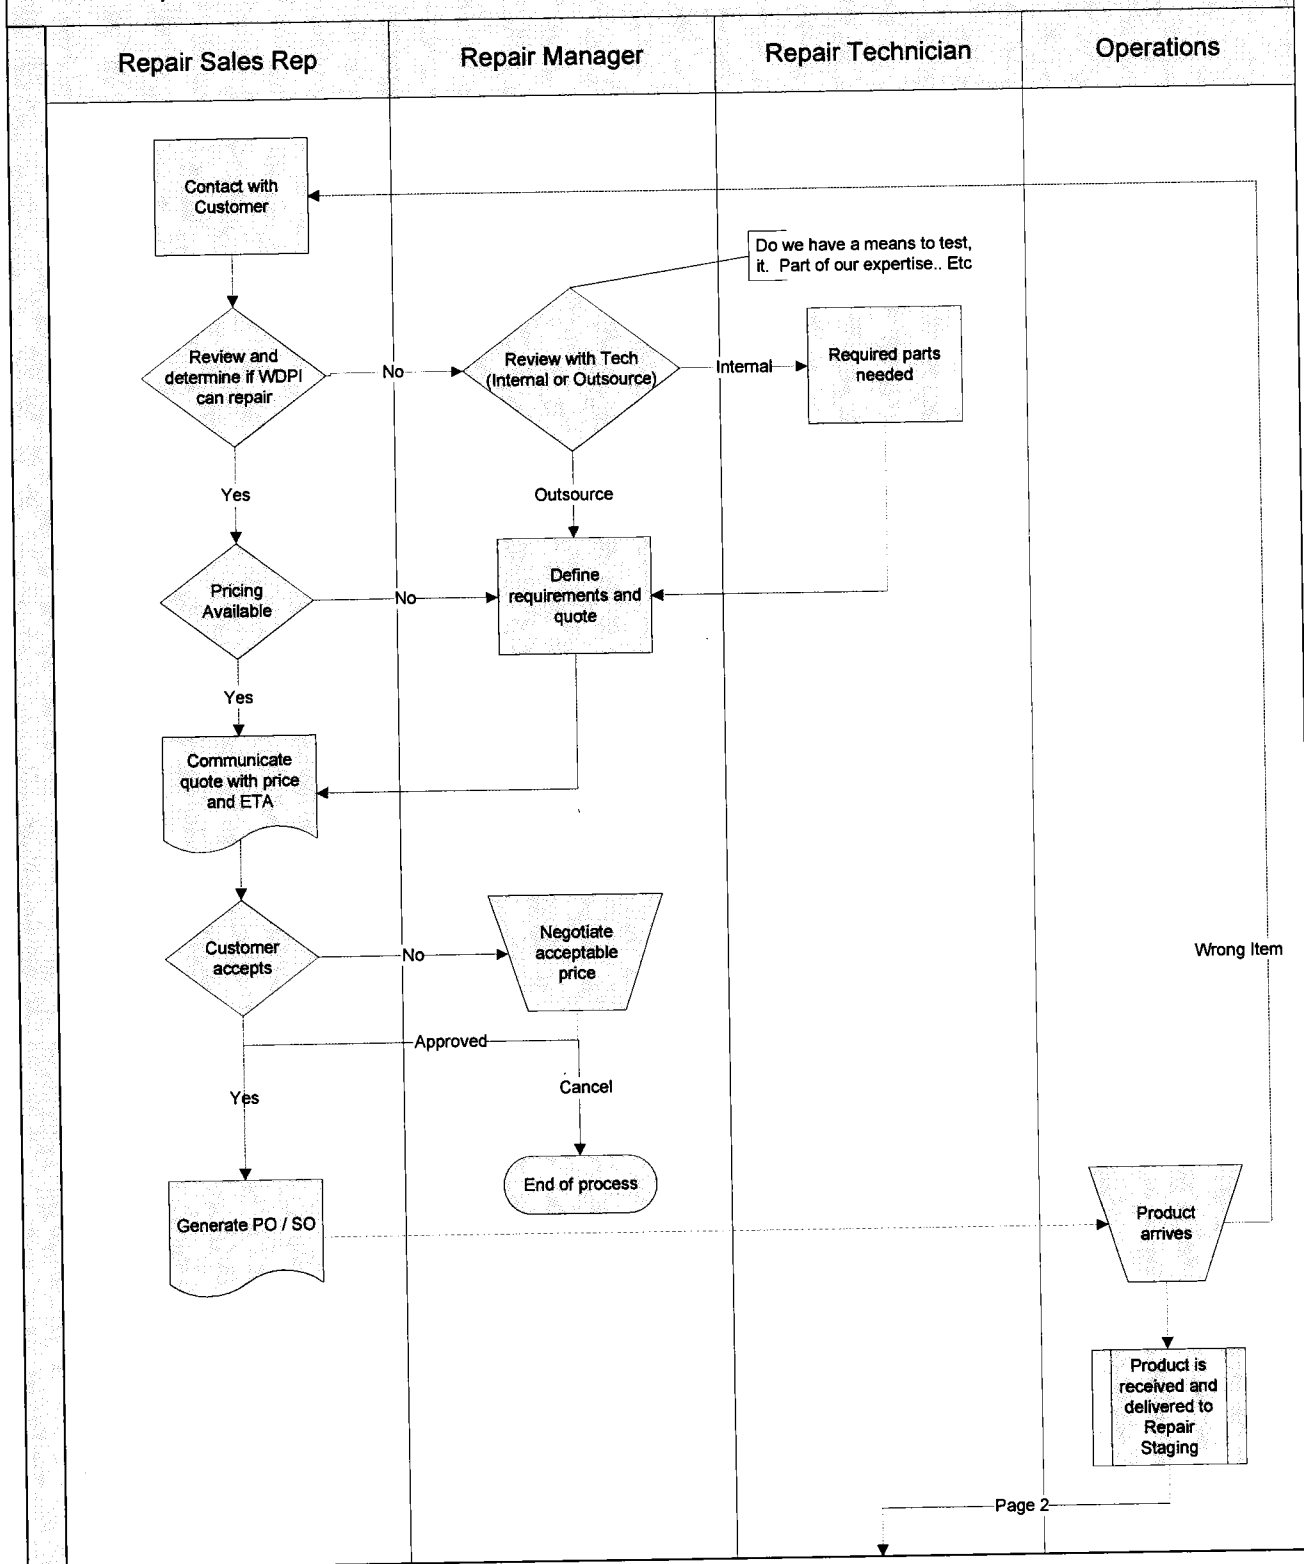 Repair Sales Rep
Repair Manager
Repair Technician
Operations
Contact with
Customer
Do we have a means to test,
it. Part of our expertise.. Etc
Review and
determine if WDPI
can repair
No
Review with Tech
(Internal or Outsource)
Internal
Required parts
needed
Yes
Outsource
Pricing
Available
No
Define
requirements and
quote
Yes
Communicate
quote with price
and ETA
Customer
accepts
No
Negotiate
acceptable
price
Wrong Item
Approved
Yes
Cancel
End of process
Generate PO / SO
Product
arrives
Product is
received and
delivered to
Repair
Staging
Page 2